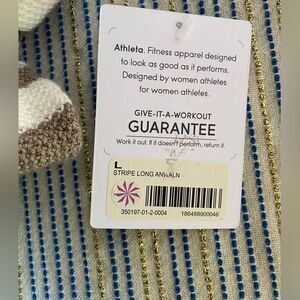 Athleta. Fitness apparel designed
to look as good as it performs.
Designed by women athletes
for women athletes.
GIVE-IT-A-WORKOUT
GUARANTEE
Work it out. If it doesn't perform, return it.
L
STRIPE LONG
350197-01-2-0004 186488900046